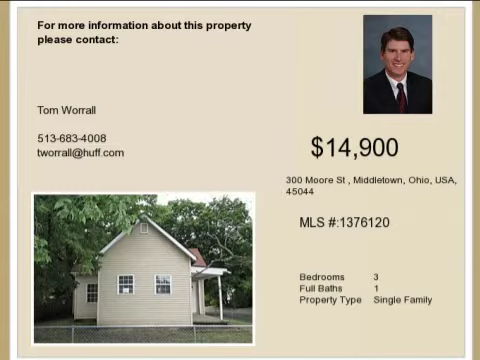 For more information about this property
please contact:
Tom Worrall
513-683-4008
tworrall@huff.com
$14,900
300 Moore St , Middletown, Ohio, USA,
45044
MLS #:1376120
Bedrooms 3
Full Baths 1
Property Type Single Family